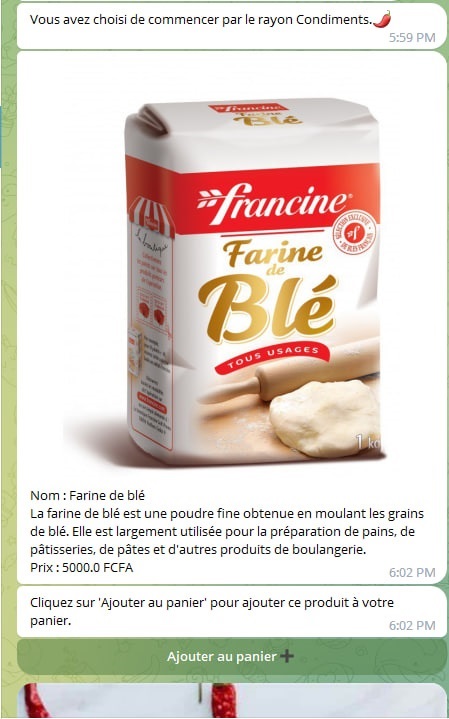 Vous avez choisi de commencer par le rayon Condiments.🌶️
5:59 PM
Francine
Farine de
Blé
francine
Farine
de
Blé
TOUS USAGES
1 kg
Nom : Farine de blé
La farine de blé est une poudre fine obtenue en moulant les grains
de blé. Elle est largement utilisée pour la préparation de pains, de
pâtisseries, de pâtes et d'autres produits de boulangerie.
Prix : 5000.0 FCFA
6:02 PM
Cliquez sur 'Ajouter au panier' pour ajouter ce produit à votre
panier.
6:02 PM
Ajouter au panier➕